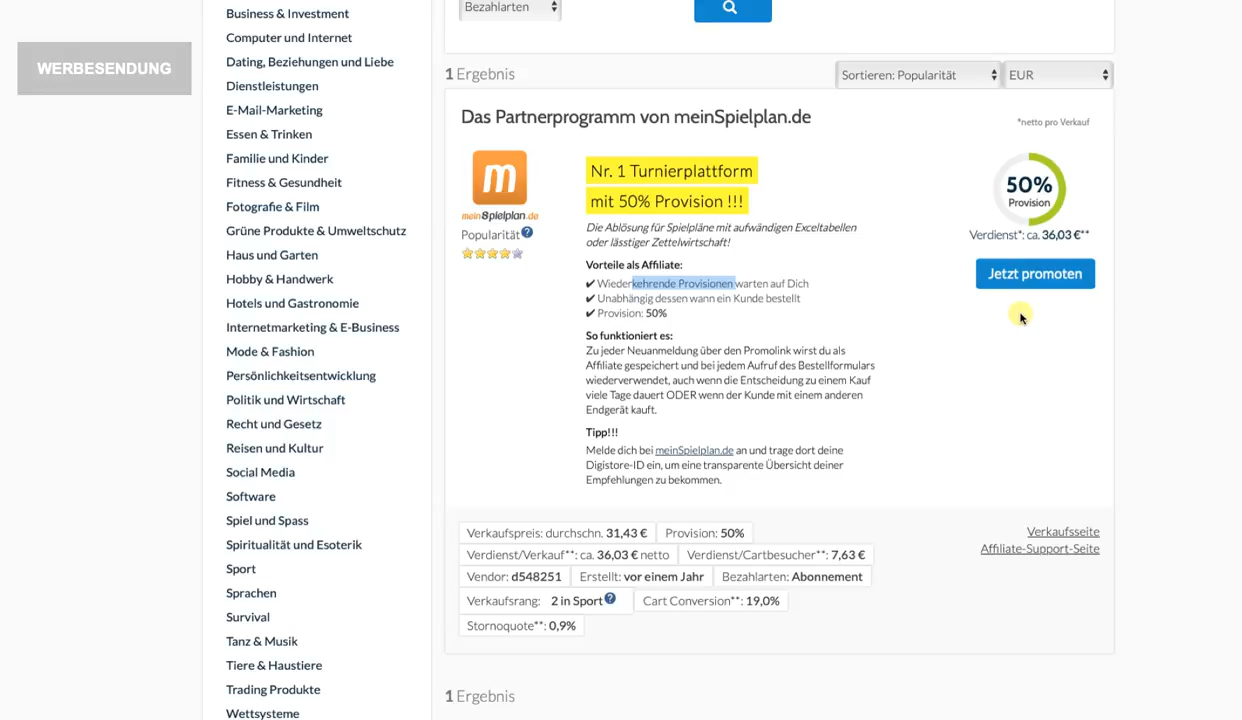 WERBESENDUNG
Business & Investment
Computer und Internet
Dating, Beziehungen und Liebe
Dienstleistungen
E-Mail-Marketing
Essen & Trinken
Familie und Kinder
Fitness & Gesundheit
Fotografie & Film
Grüne Produkte & Umweltschutz
Haus und Garten
Hobby & Handwerk
Hotels und Gastronomie
Internetmarketing & E-Business
Mode & Fashion
Persönlichkeitsentwicklung
Politik und Wirtschaft
Recht und Gesetz
Reisen und Kultur
Social Media
Software
Spiel und Spass
Spiritualität und Esoterik
Sport
Sprachen
Survival
Tanz & Musik
Tiere & Haustiere
Trading Produkte
Wettsysteme
Bezahlarten
1 Ergebnis
Sortieren: Popularität
EUR
Das Partnerprogramm von meinSpielplan.de
*netto pro Verkauf
m
meinSpielplan.de
Popularität ?
Nr. 1 Turnierplattform
mit 50% Provision !!!
Die Ablösung für Spielpläne mit aufwändigen Exceltabellen
oder lässtiger Zettelwirtschaft!
Vorteile als Affiliate:
✔ Wiederkehrende Provisionen warten auf Dich
✔ Unabhängig dessen wann ein Kunde bestellt
✔ Provision: 50%
So funktioniert es:
Zu jeder Neuanmeldung über den Promolink wirst du als
Affiliate gespeichert und bei jedem Aufruf des Bestellformulars
wiederverwendet, auch wenn die Entscheidung zu einem Kauf
viele Tage dauert ODER wenn der Kunde mit einem anderen
Endgerät kauft.
Tipp!!!
Melde dich bei meinSpielplan.de an und trage dort deine
Digistore-ID ein, um eine transparente Übersicht deiner
Empfehlungen zu bekommen.
50%
Provision
Verdienst*: ca. 36,03 €**
Jetzt promoten
Verkaufspreis: durchschn. 31,43 € Provision: 50%
Verdienst/Verkauf**: ca. 36,03 € netto Verdienst/Cartbesucher**: 7,63 €
Vendor: d548251 Erstellt: vor einem Jahr Bezahlarten: Abonnement
Verkaufsrang: 2 in Sport ? Cart Conversion**: 19,0%
Stornoquote**: 0,9%
Verkaufsseite
Affiliate-Support-Seite
1 Ergebnis